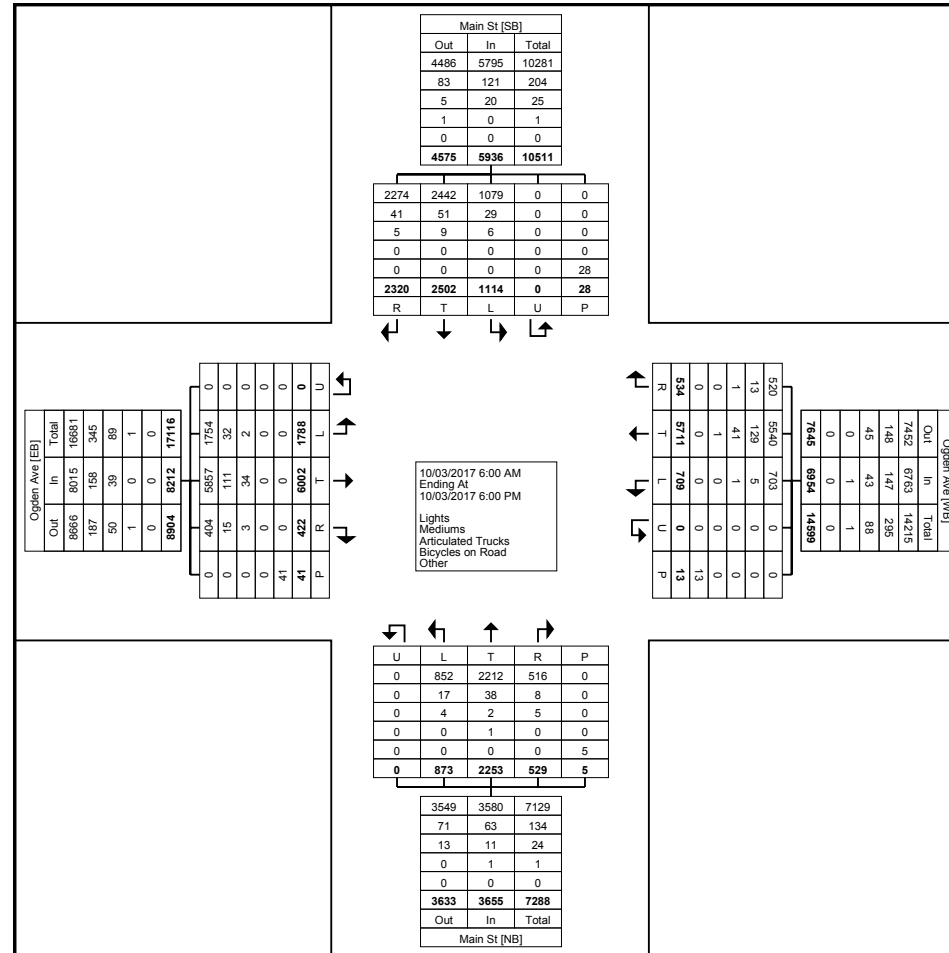 Main St [SB]
Out In Total
4486 5795 10281
83 121 204
5 20 25
1 0 1
0 0 0
4575 5936 10511
2274 2442 1079 0 0
41 51 29 0 0
5 9 6 0 0
0 0 0 0 0
0 0 0 0 28
2320 2502 1114 0 28
R T L U P
Ogden Ave [EB]
Total 16681 345 89 1 0 17116
In 8015 158 39 0 0 8212
Out 8666 187 50 1 0 8904
0 0 0 0 0 0 U
1754 32 2 0 0 1788 L
5857 111 34 0 0 6002 T
404 15 3 0 0 422 R
0 0 0 0 41 41 P
10/03/2017 6:00 AM
Ending At
10/03/2017 6:00 PM
Lights
Mediums
Articulated Trucks
Bicycles on Road
Other
R 534 0 0 1 13 520
T 5711 0 1 41 129 5540
L 709 0 0 1 5 703
U 0 0 0 0 0 0
P 13 13 0 0 0 0
Ogden Ave [WB]
7645 0 0 45 148 7452 Out
6954 0 1 43 147 6763 In
14599 0 1 88 295 14215 Total
U L T R P
0 852 2212 516 0
0 17 38 8 0
0 4 2 5 0
0 0 1 0 0
0 0 0 0 5
0 873 2253 529 5
3549 3580 7129
71 63 134
13 11 24
0 1 1
0 0 0
3633 3655 7288
Out In Total
Main St [NB]